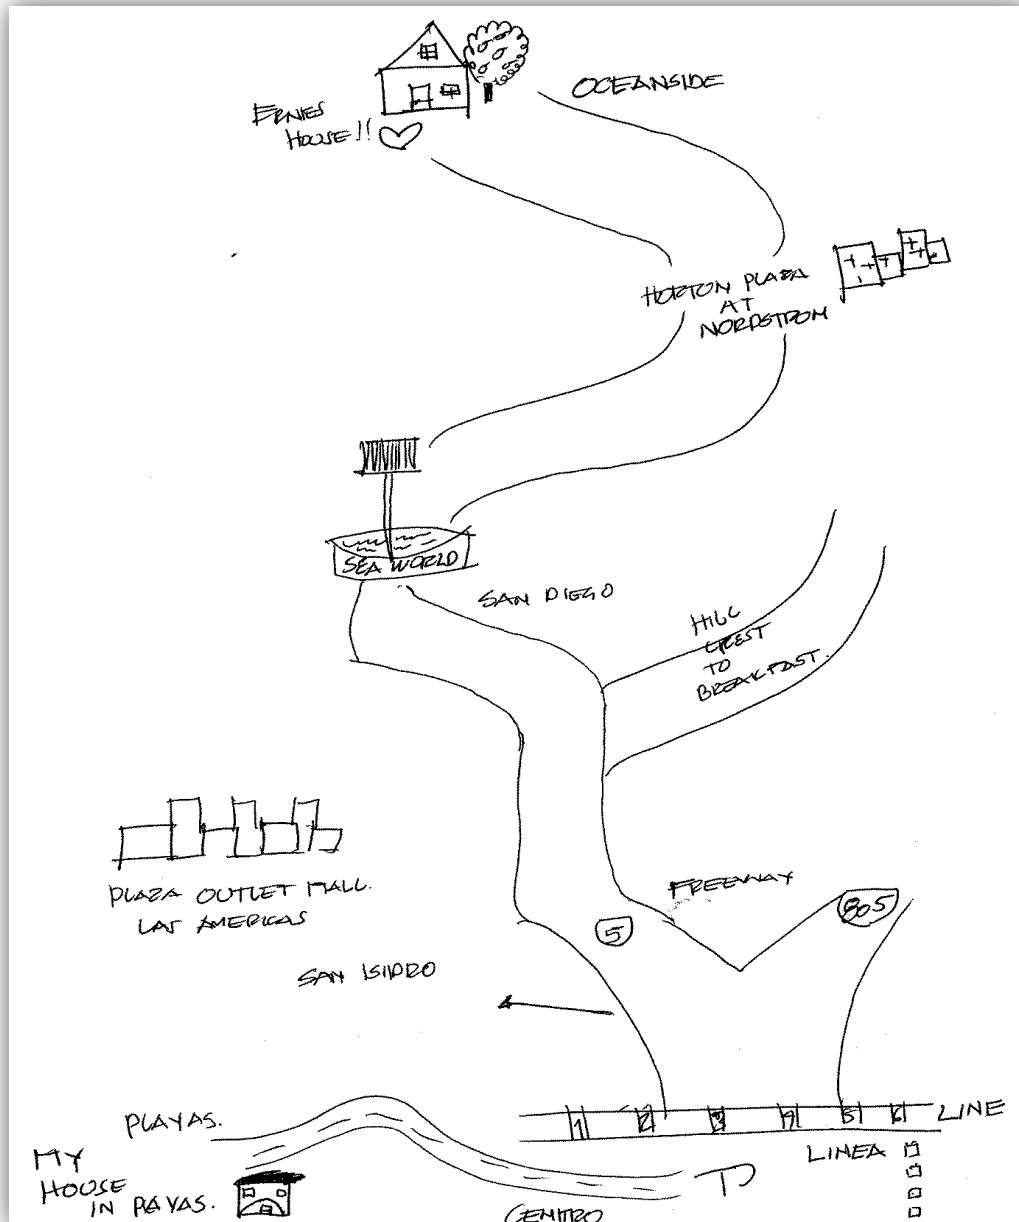 OCEANSIDE
ERNIES
HOUSE!!
HORTON PLAZA
AT
NORDSTROM
SEA WORLD
SAN DIEGO
HILL
CREST
TO
BREAKFAST.
PLAZA OUTLET MALL.
LAS AMERICAS
FREEWAY
5
805
SAN ISIDRO
PLAYAS.
1 2 3 4 5 6 LINE
LINEA
MY
HOUSE
IN PAYAS.
TJ
CENTRO